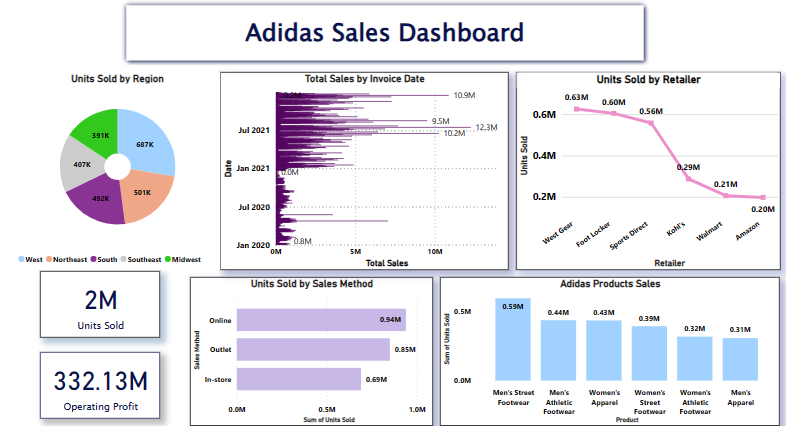 Adidas Sales Dashboard
Units Sold by Region
687K
501K
492K
407K
391K
West Northeast South Southeast Midwest
2M
Units Sold
332.13M
Operating Profit
Total Sales by Invoice Date
Date
Jul 2021
Jan 2021
Jul 2020
Jan 2020
10.9M
9.5M
12.3M
10.2M
0.0M
0.8M
0M 5M 10M
Total Sales
Units Sold by Retailer
Units Sold
0.6M
0.4M
0.2M
0.63M
0.60M
0.56M
0.29M
0.21M
0.20M
West Gear
Foot Locker
Sports Direct
Kohl's
Walmart
Amazon
Retailer
Units Sold by Sales Method
Sales Method
Online 0.94M
Outlet 0.85M
In-store 0.69M
0.0M 0.5M 1.0M
Sum of Units Sold
Adidas Products Sales
Sum of Units Sold
0.5M
0.0M
0.59M
0.44M
0.43M
0.39M
0.32M
0.31M
Men's Street
Footwear
Men's
Athletic
Footwear
Women's
Apparel
Women's
Street
Footwear
Women's
Athletic
Footwear
Men's
Apparel
Product